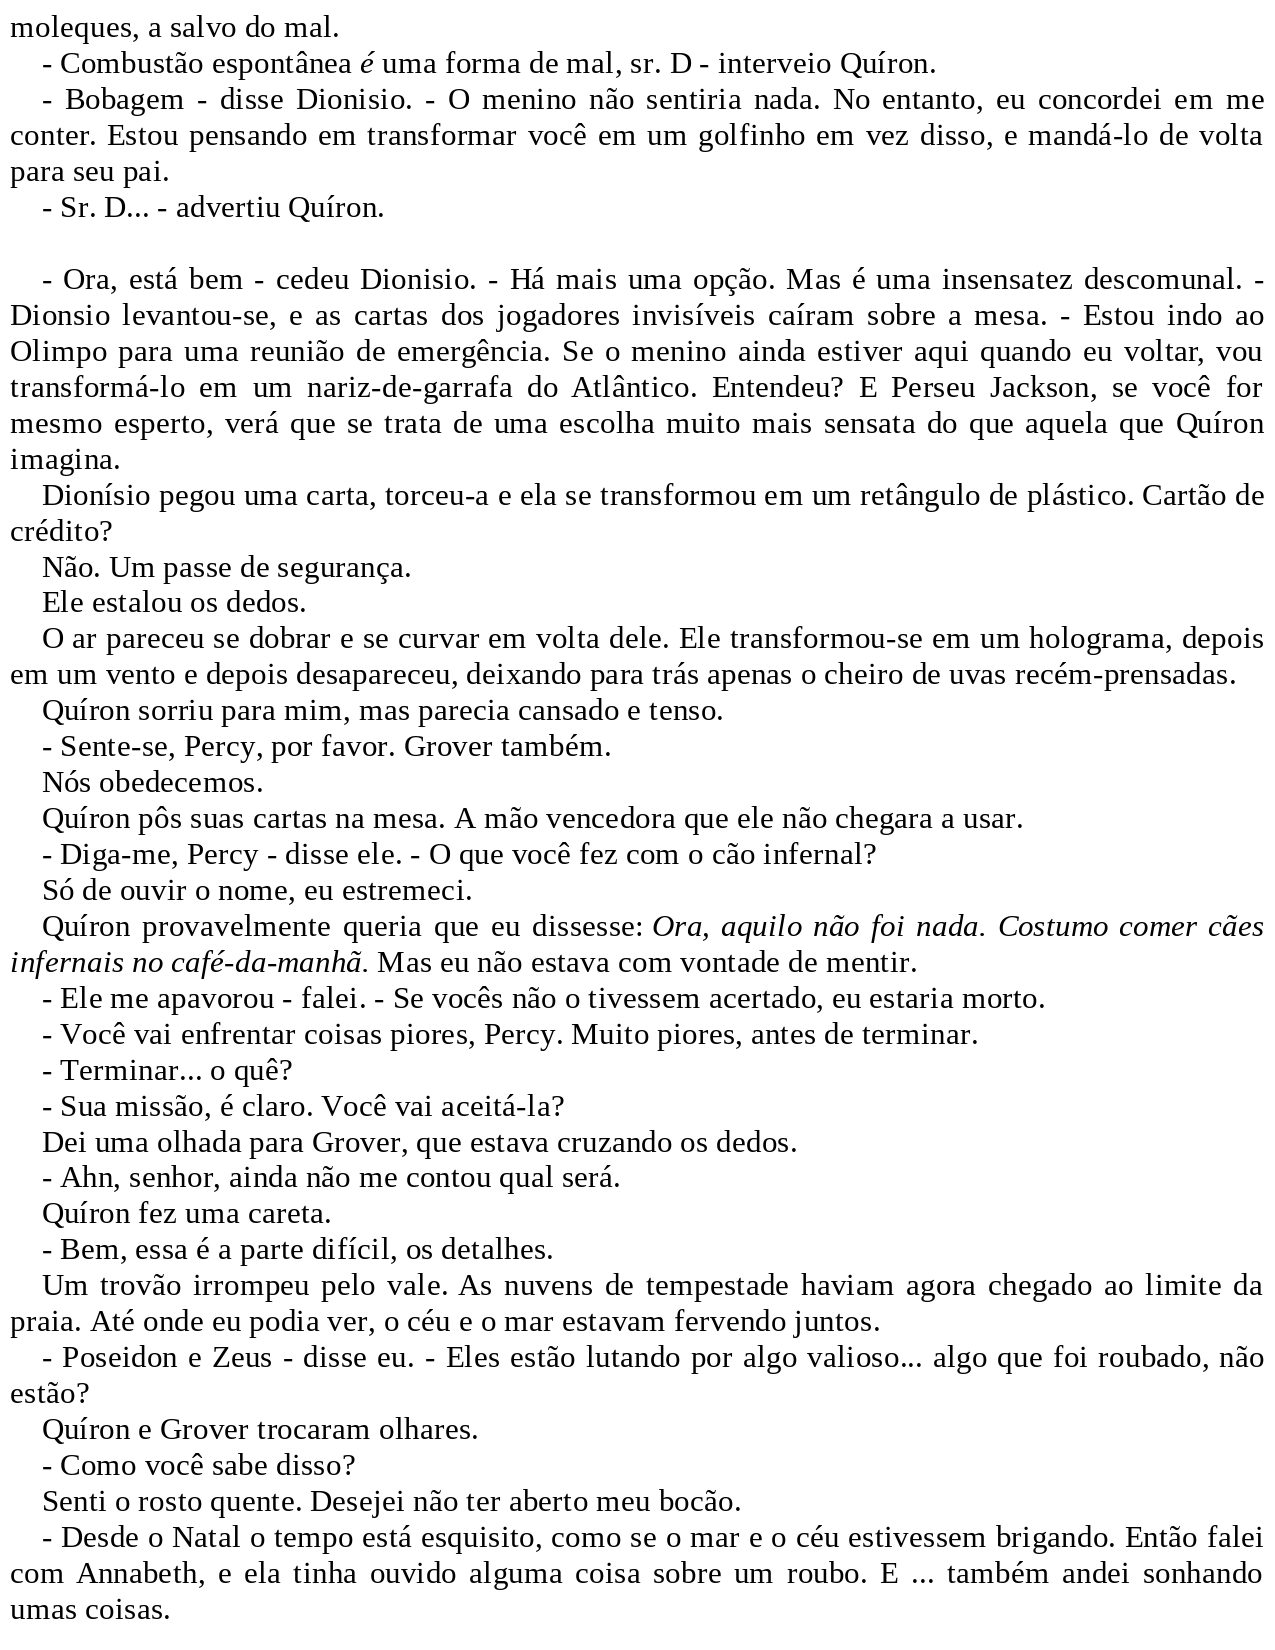 moleques, a salvo do mal.
- Combustão espontânea é uma forma de mal, sr. D - interveio Quíron.
- Bobagem - disse Dionisio. - O menino não sentiria nada. No entanto, eu concordei em me
conter. Estou pensando em transformar você em um golfinho em vez disso, e mandá-lo de volta
para seu pai.
- Sr. D... - advertiu Quíron.
- Ora, está bem - cedeu Dionisio. - Há mais uma opção. Mas é uma insensatez descomunal. -
Dionsio levantou-se, e as cartas dos jogadores invisíveis caíram sobre a mesa. - Estou indo ao
Olimpo para uma reunião de emergência. Se o menino ainda estiver aqui quando eu voltar, vou
transformá-lo em um nariz-de-garrafa do Atlântico. Entendeu? E Perseu Jackson, se você for
mesmo esperto, verá que se trata de uma escolha muito mais sensata do que aquela que Quíron
imagina.
Dionísio pegou uma carta, torceu-a e ela se transformou em um retângulo de plástico. Cartão de
crédito?
Não. Um passe de segurança.
Ele estalou os dedos.
O ar pareceu se dobrar e se curvar em volta dele. Ele transformou-se em um holograma, depois
em um vento e depois desapareceu, deixando para trás apenas o cheiro de uvas recém-prensadas.
Quíron sorriu para mim, mas parecia cansado e tenso.
- Sente-se, Percy, por favor. Grover também.
Nós obedecemos.
Quíron pôs suas cartas na mesa. A mão vencedora que ele não chegara a usar.
- Diga-me, Percy - disse ele. - O que você fez com o cão infernal?
Só de ouvir o nome, eu estremeci.
Quíron provavelmente queria que eu dissesse: Ora, aquilo não foi nada. Costumo comer cães
infernais no café-da-manhã. Mas eu não estava com vontade de mentir.
- Ele me apavorou - falei. - Se vocês não o tivessem acertado, eu estaria morto.
- Você vai enfrentar coisas piores, Percy. Muito piores, antes de terminar.
- Terminar... o quê?
- Sua missão, é claro. Você vai aceitá-la?
Dei uma olhada para Grover, que estava cruzando os dedos.
- Ahn, senhor, ainda não me contou qual será.
Quíron fez uma careta.
- Bem, essa é a parte difícil, os detalhes.
Um trovão irrompeu pelo vale. As nuvens de tempestade haviam agora chegado ao limite da
praia. Até onde eu podia ver, o céu e o mar estavam fervendo juntos.
- Poseidon e Zeus - disse eu. - Eles estão lutando por algo valioso... algo que foi roubado, não
estão?
Quíron e Grover trocaram olhares.
- Como você sabe disso?
Senti o rosto quente. Desejei não ter aberto meu bocão.
- Desde o Natal o tempo está esquisito, como se o mar e o céu estivessem brigando. Então falei
com Annabeth, e ela tinha ouvido alguma coisa sobre um roubo. E ... também andei sonhando
umas coisas.